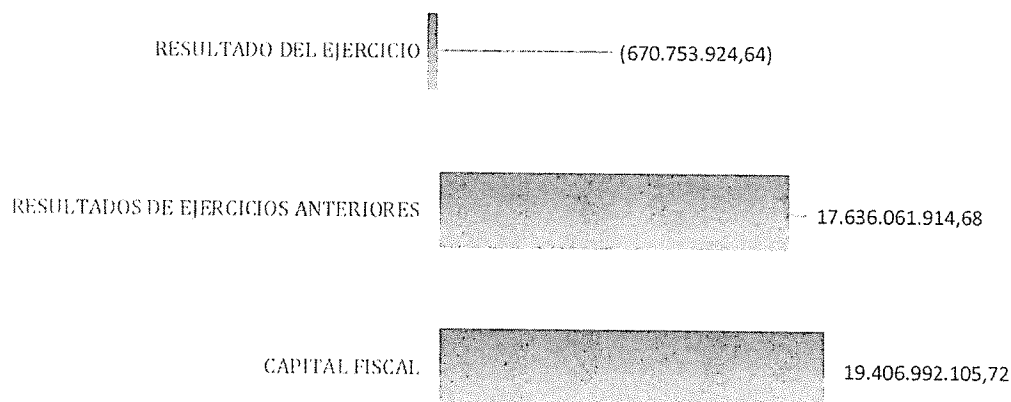 RESULTADO DEL EJERCICIO (670.753.924,64)
RESULTADOS DE EJERCICIOS ANTERIORES 17.636.061.914,68
CAPITAL FISCAL 19.406.992.105,72